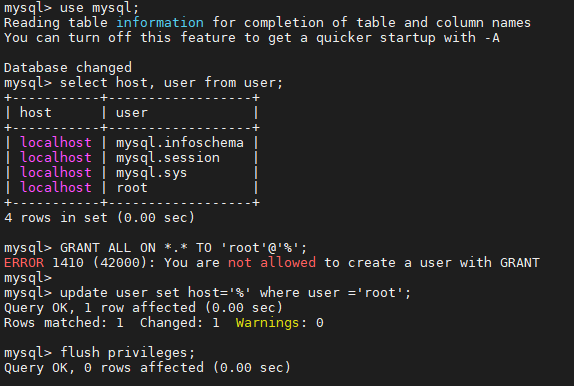 mysql> use mysql;
Reading table information for completion of table and column names
You can turn off this feature to get a quicker startup with -A
Database changed
mysql> select host, user from user;
+-----------+------------------+
| host      | user             |
+-----------+------------------+
| localhost | mysql.infoschema |
| localhost | mysql.session    |
| localhost | mysql.sys        |
| localhost | root             |
+-----------+------------------+
4 rows in set (0.00 sec)
mysql> GRANT ALL ON *.* TO 'root'@'%';
ERROR 1410 (42000): You are not allowed to create a user with GRANT
mysql>
mysql> update user set host='%' where user ='root';
Query OK, 1 row affected (0.00 sec)
Rows matched: 1  Changed: 1  Warnings: 0
mysql> flush privileges;
Query OK, 0 rows affected (0.00 sec)